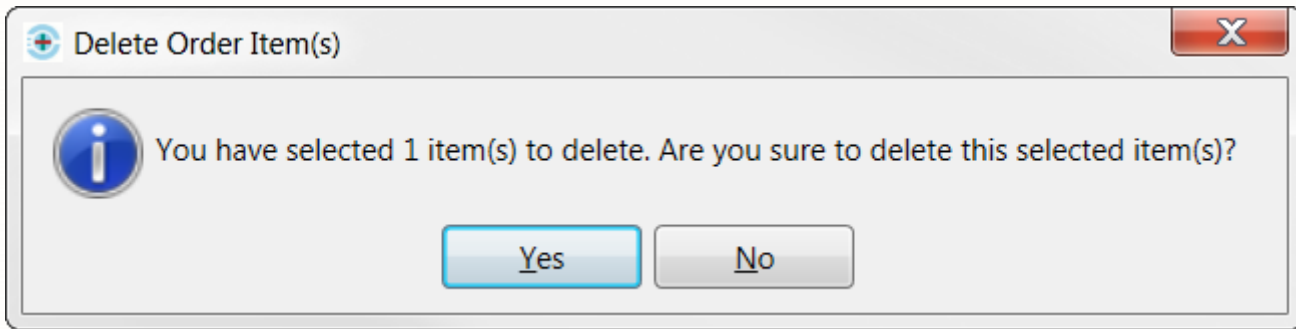 Delete Order Item(s)
You have selected 1 item(s) to delete. Are you sure to delete this selected item(s)?
Yes No